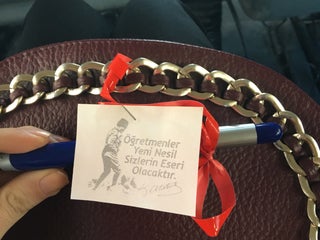 Öğretmenler
Yeni Nesil
Sizlerin Eseri
Olacaktır.